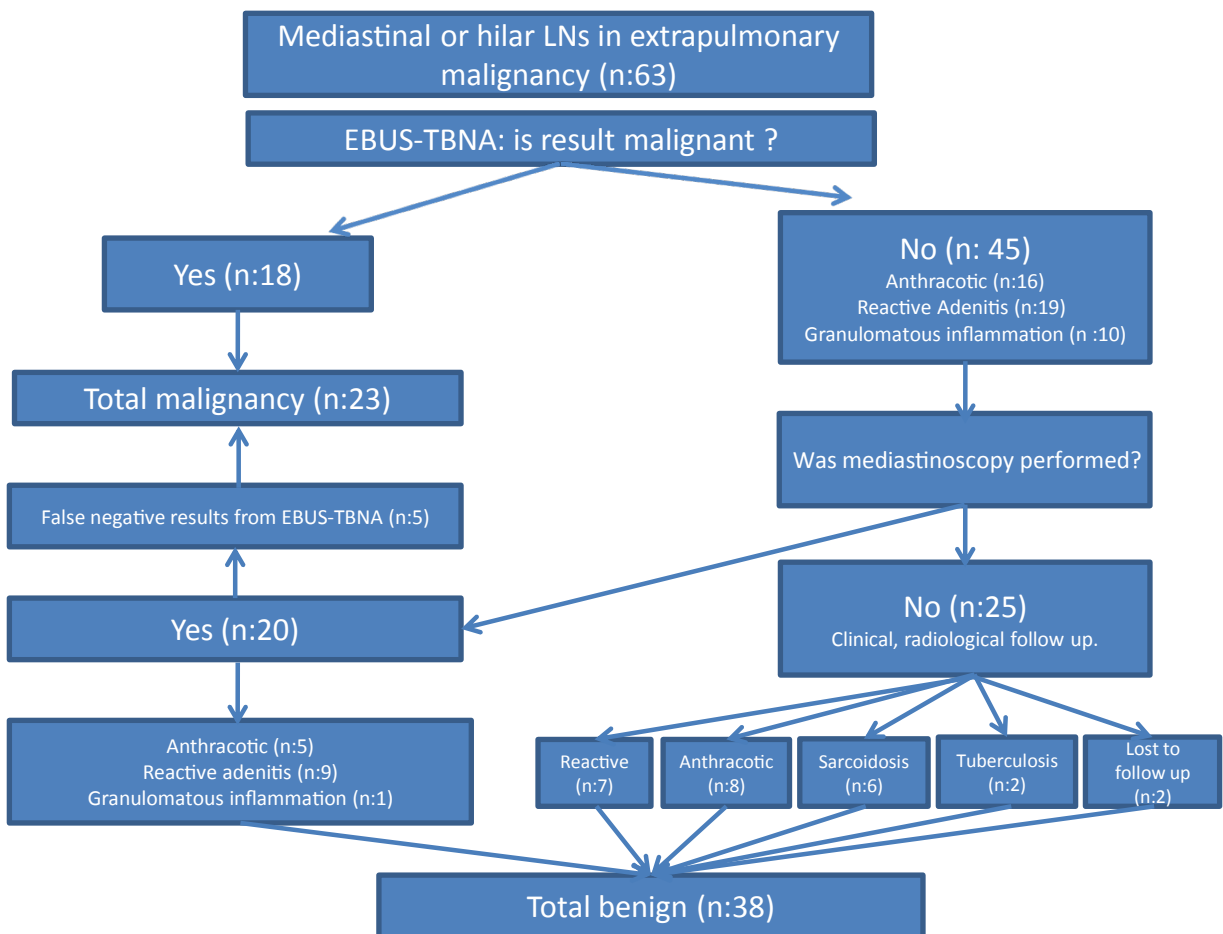 Mediastinal or hilar LNs in extrapulmonary
malignancy (n:63)
EBUS-TBNA: is result malignant ?
Yes (n:18)
No (n: 45)
Anthracotic (n:16)
Reactive Adenitis (n:19)
Granulomatous inflammation (n :10)
Total malignancy (n:23)
Was mediastinoscopy performed?
False negative results from EBUS-TBNA (n:5)
Yes (n:20)
No (n:25)
Clinical, radiological follow up.
Anthracotic (n:5)
Reactive adenitis (n:9)
Granulomatous inflammation (n:1)
Reactive
(n:7)
Anthracotic
(n:8)
Sarcoidosis
(n:6)
Tuberculosis
(n:2)
Lost to
follow up
(n:2)
Total benign (n:38)